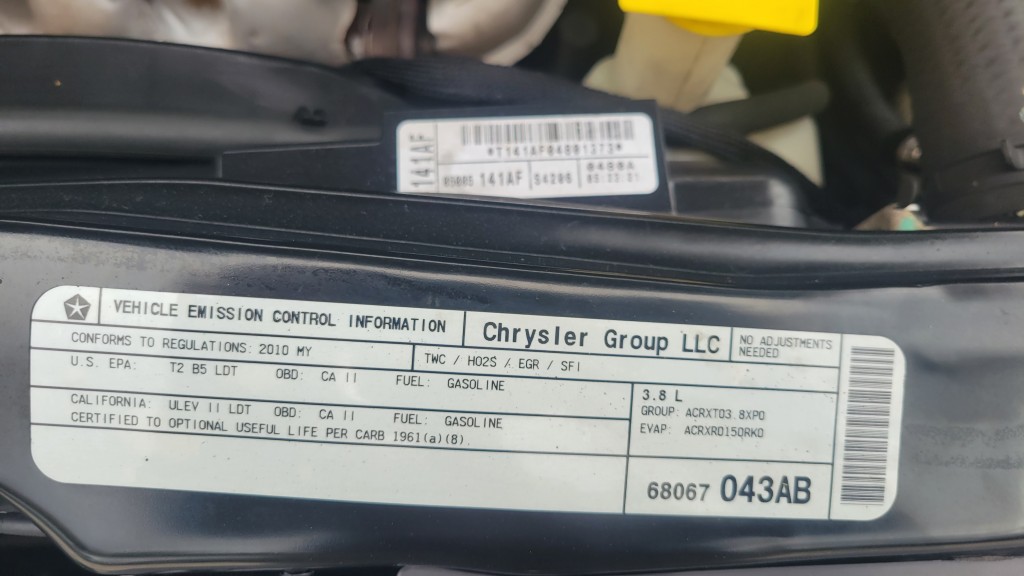 141AF
*T141AF04091373*
141AF
54206
VEHICLE EMISSION CONTROL INFORMATION
Chrysler Group LLC
NO ADJUSTMENTS
NEEDED
CONFORMS TO REGULATIONS: 2010 MY
TWC / HO2S / EGR / SFI
U.S. EPA: T2 B5 LDT OBD: CA II FUEL: GASOLINE
CALIFORNIA: ULEV II LDT OBD: CA II FUEL: GASOLINE
CERTIFIED TO OPTIONAL USEFUL LIFE PER CARB 1961(a)(8).
3.8 L
GROUP: ACRXT03.8XP0
EVAP: ACRXR0150RK0
68067 043AB